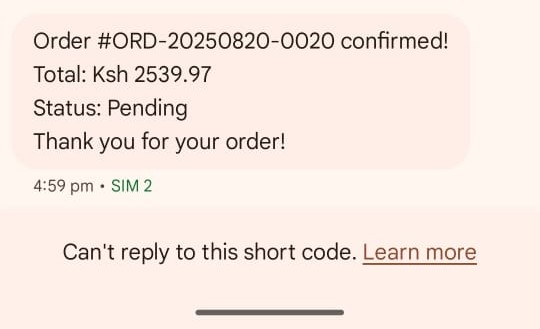 Order #ORD-20250820-0020 confirmed!
Total: Ksh 2539.97
Status: Pending
Thank you for your order!
4:59 pm • SIM 2
Can't reply to this short code. Learn more